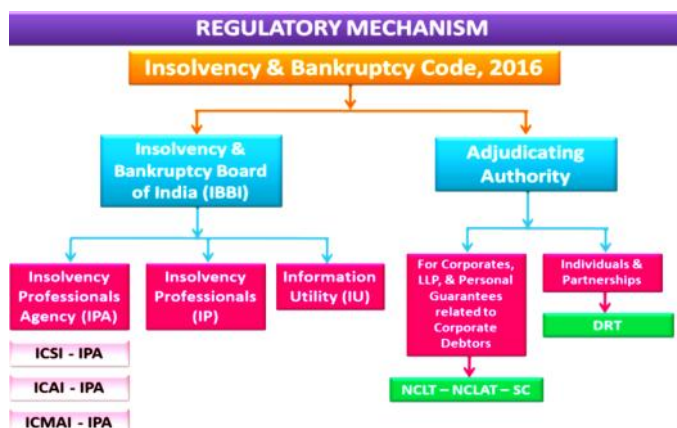 REGULATORY MECHANISM
Insolvency & Bankruptcy Code, 2016
Insolvency &
Bankruptcy Board
of India (IBBI)
Adjudicating
Authority
Insolvency
Professionals
Agency (IPA)
Insolvency
Professionals
(IP)
Information
Utility (IU)
For Corporates,
LLP, & Personal
Guarantees
related to
Corporate
Debtors
Individuals &
Partnerships
DRT
ICSI - IPA
ICAI - IPA
ICMAI - IPA
NCLT – NCLAT – SC